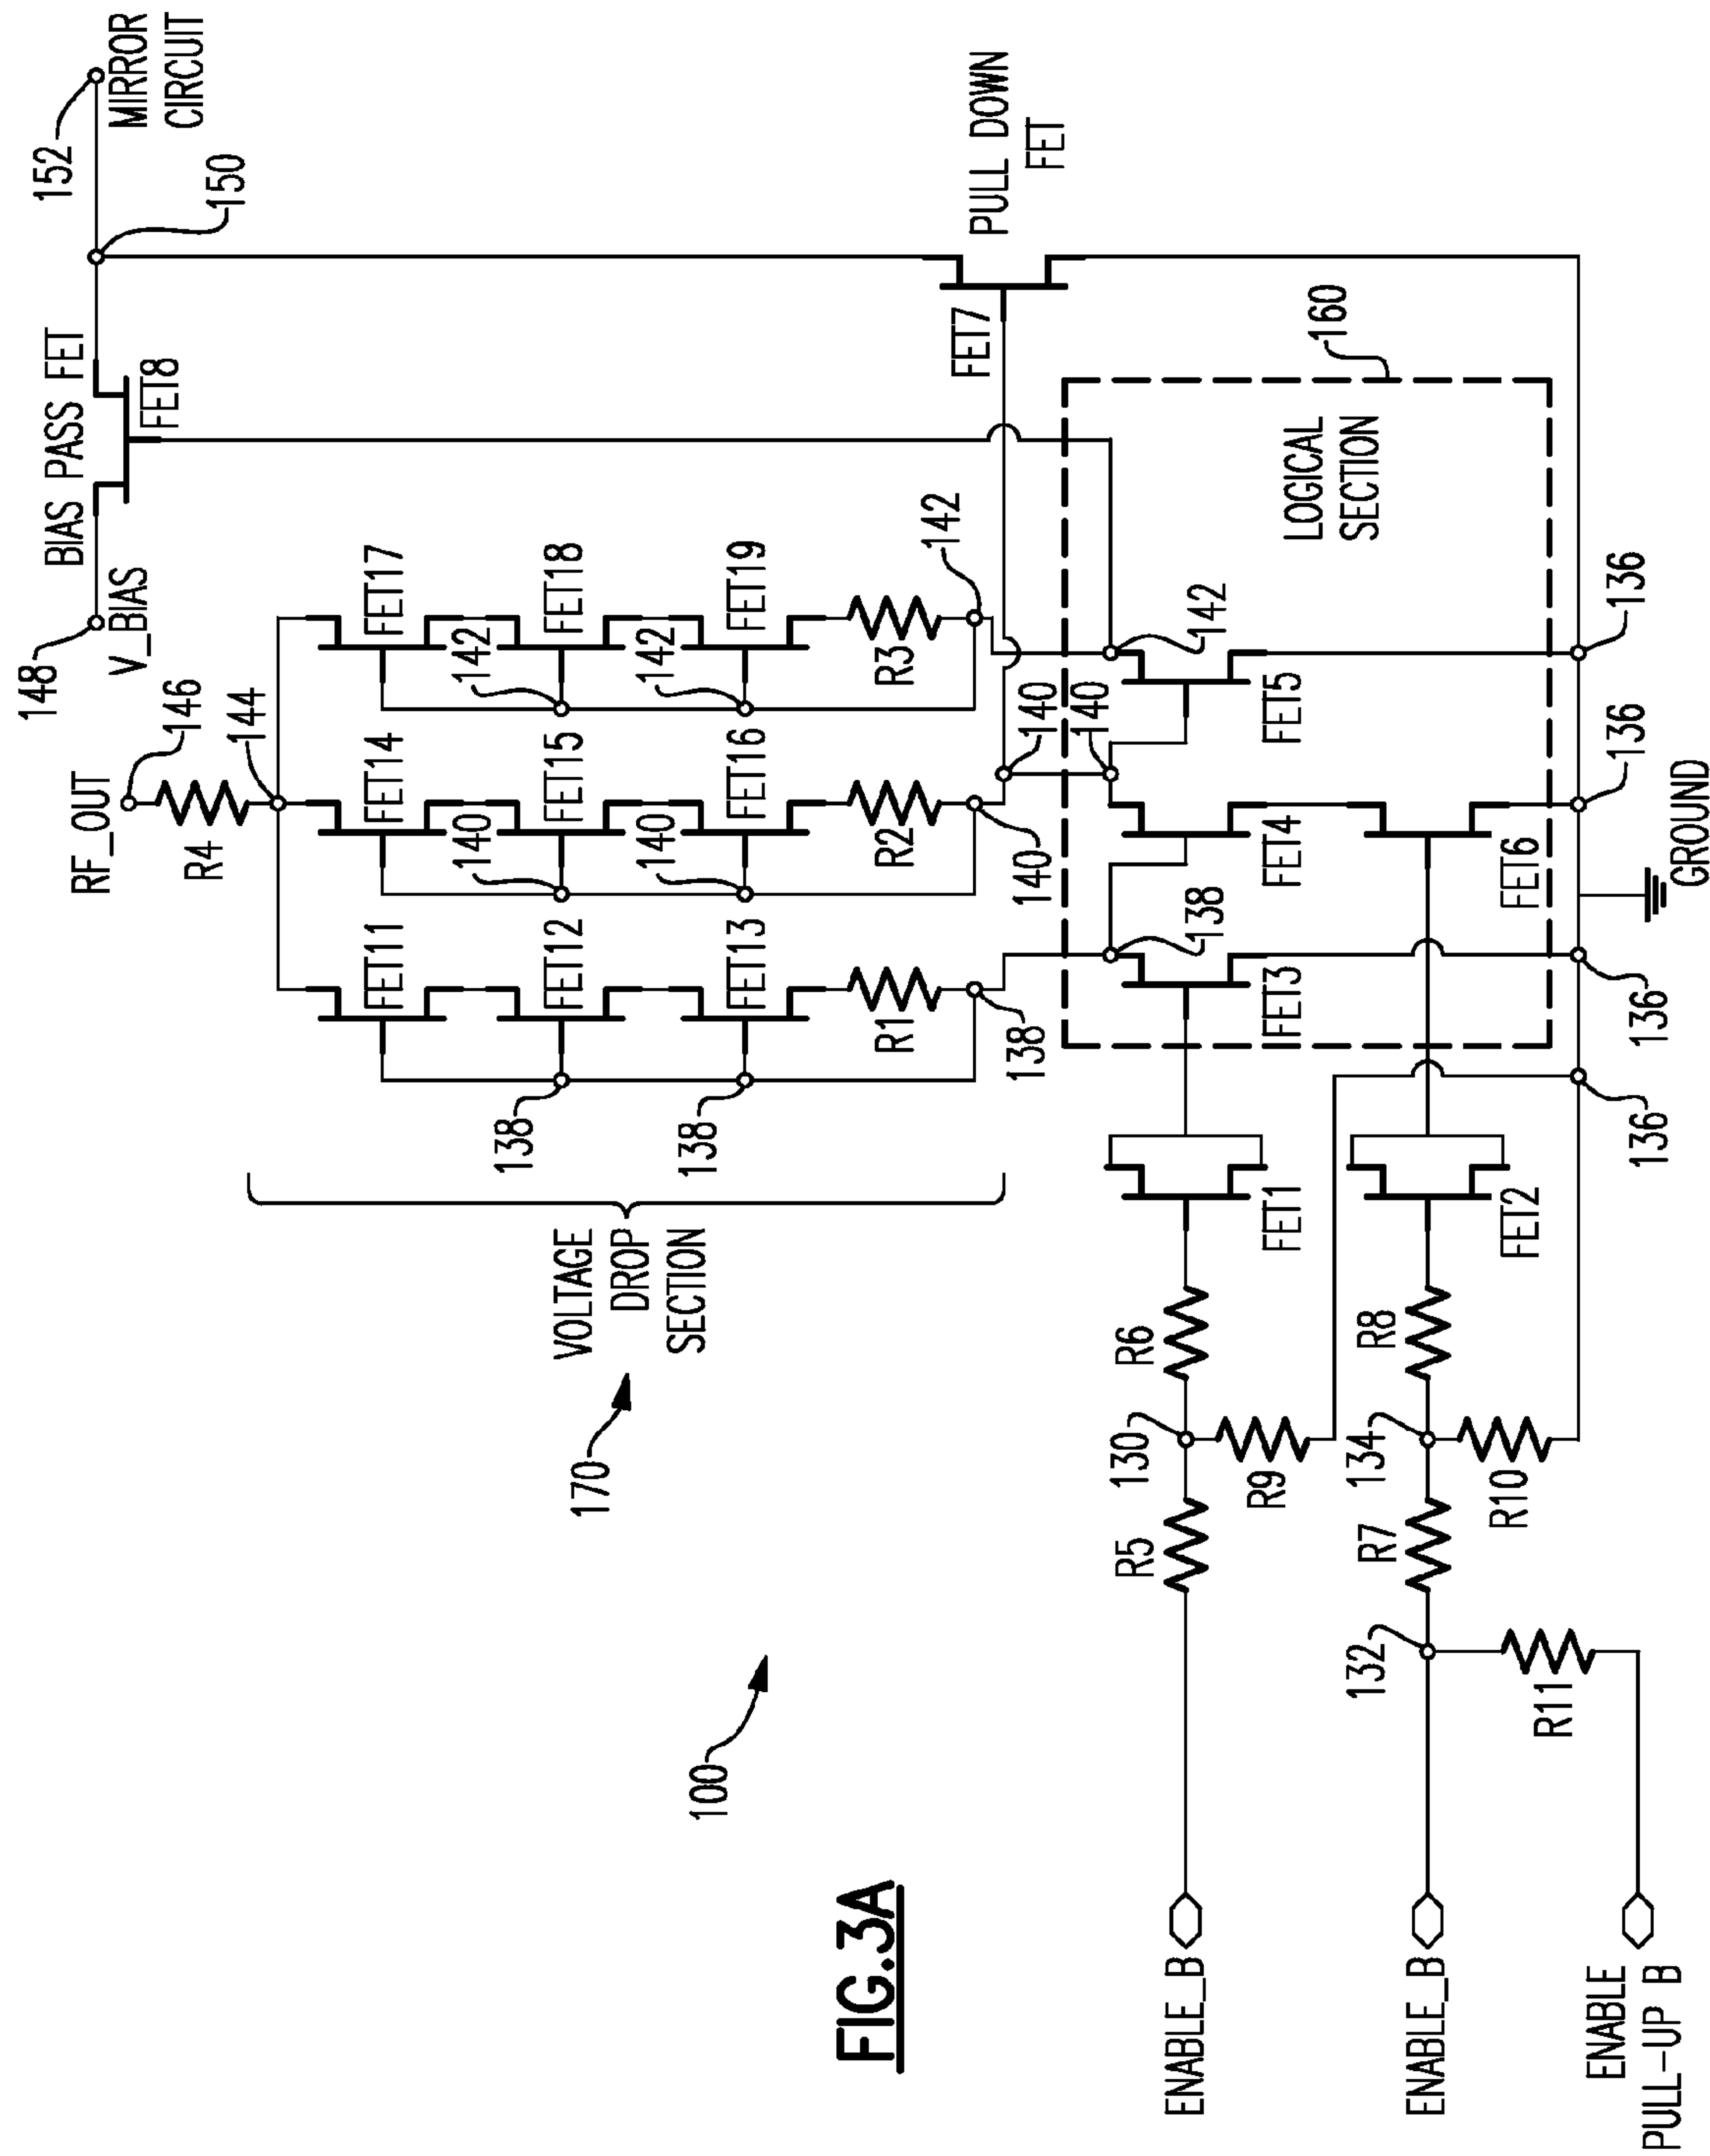 152
MIRROR
CIRCUIT
150
BIAS PASS FET
FET8
148
V_BIAS
RF_OUT
146
R4
144
FET17
142
FET18
142
FET19
R3
142
FET14
140
FET15
140
FET16
R2
140
FET11
FET12
FET13
R1
138
138
138
PULL DOWN
FET
FET7
160
LOGICAL
SECTION
142
FET5
140
140
FET4
FET6
138
FET3
136
136
136
136
GROUND
VOLTAGE
DROP
SECTION
170
FET1
FET2
R6
R8
130
134
R9
R10
R5
R7
132
R11
100
ENABLE_B
ENABLE_B
ENABLE
PULL-UP B
FIG.3A